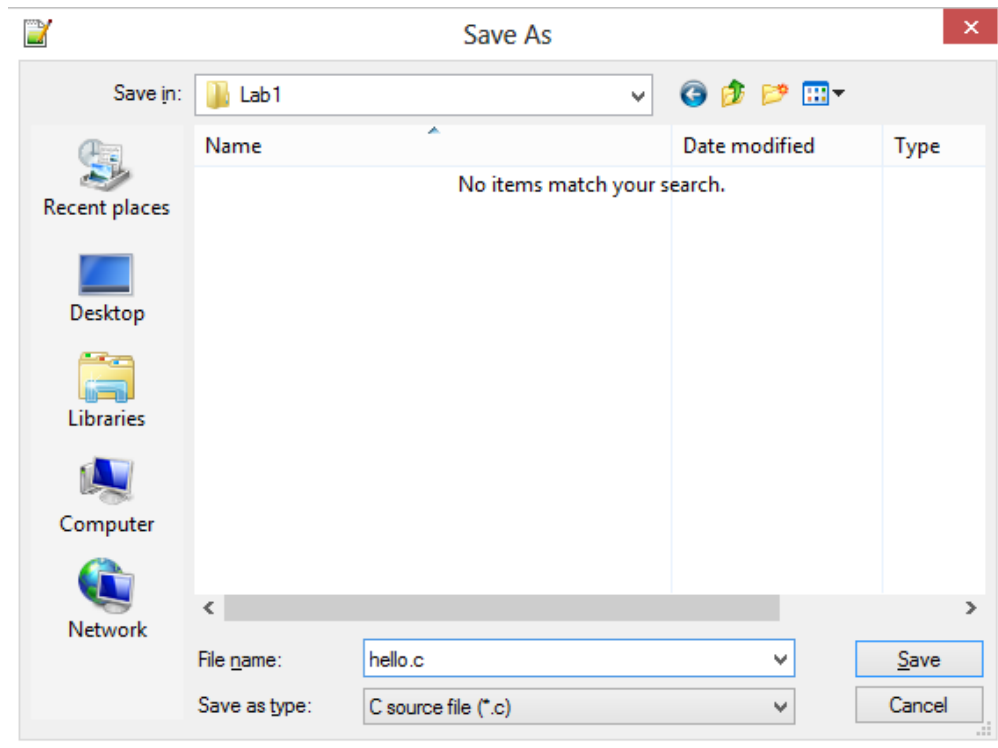 Save As
Save in: Lab1
Name Date modified Type
No items match your search.
Recent places
Desktop
Libraries
Computer
Network
File name: hello.c Save
Save as type: C source file (*.c) Cancel